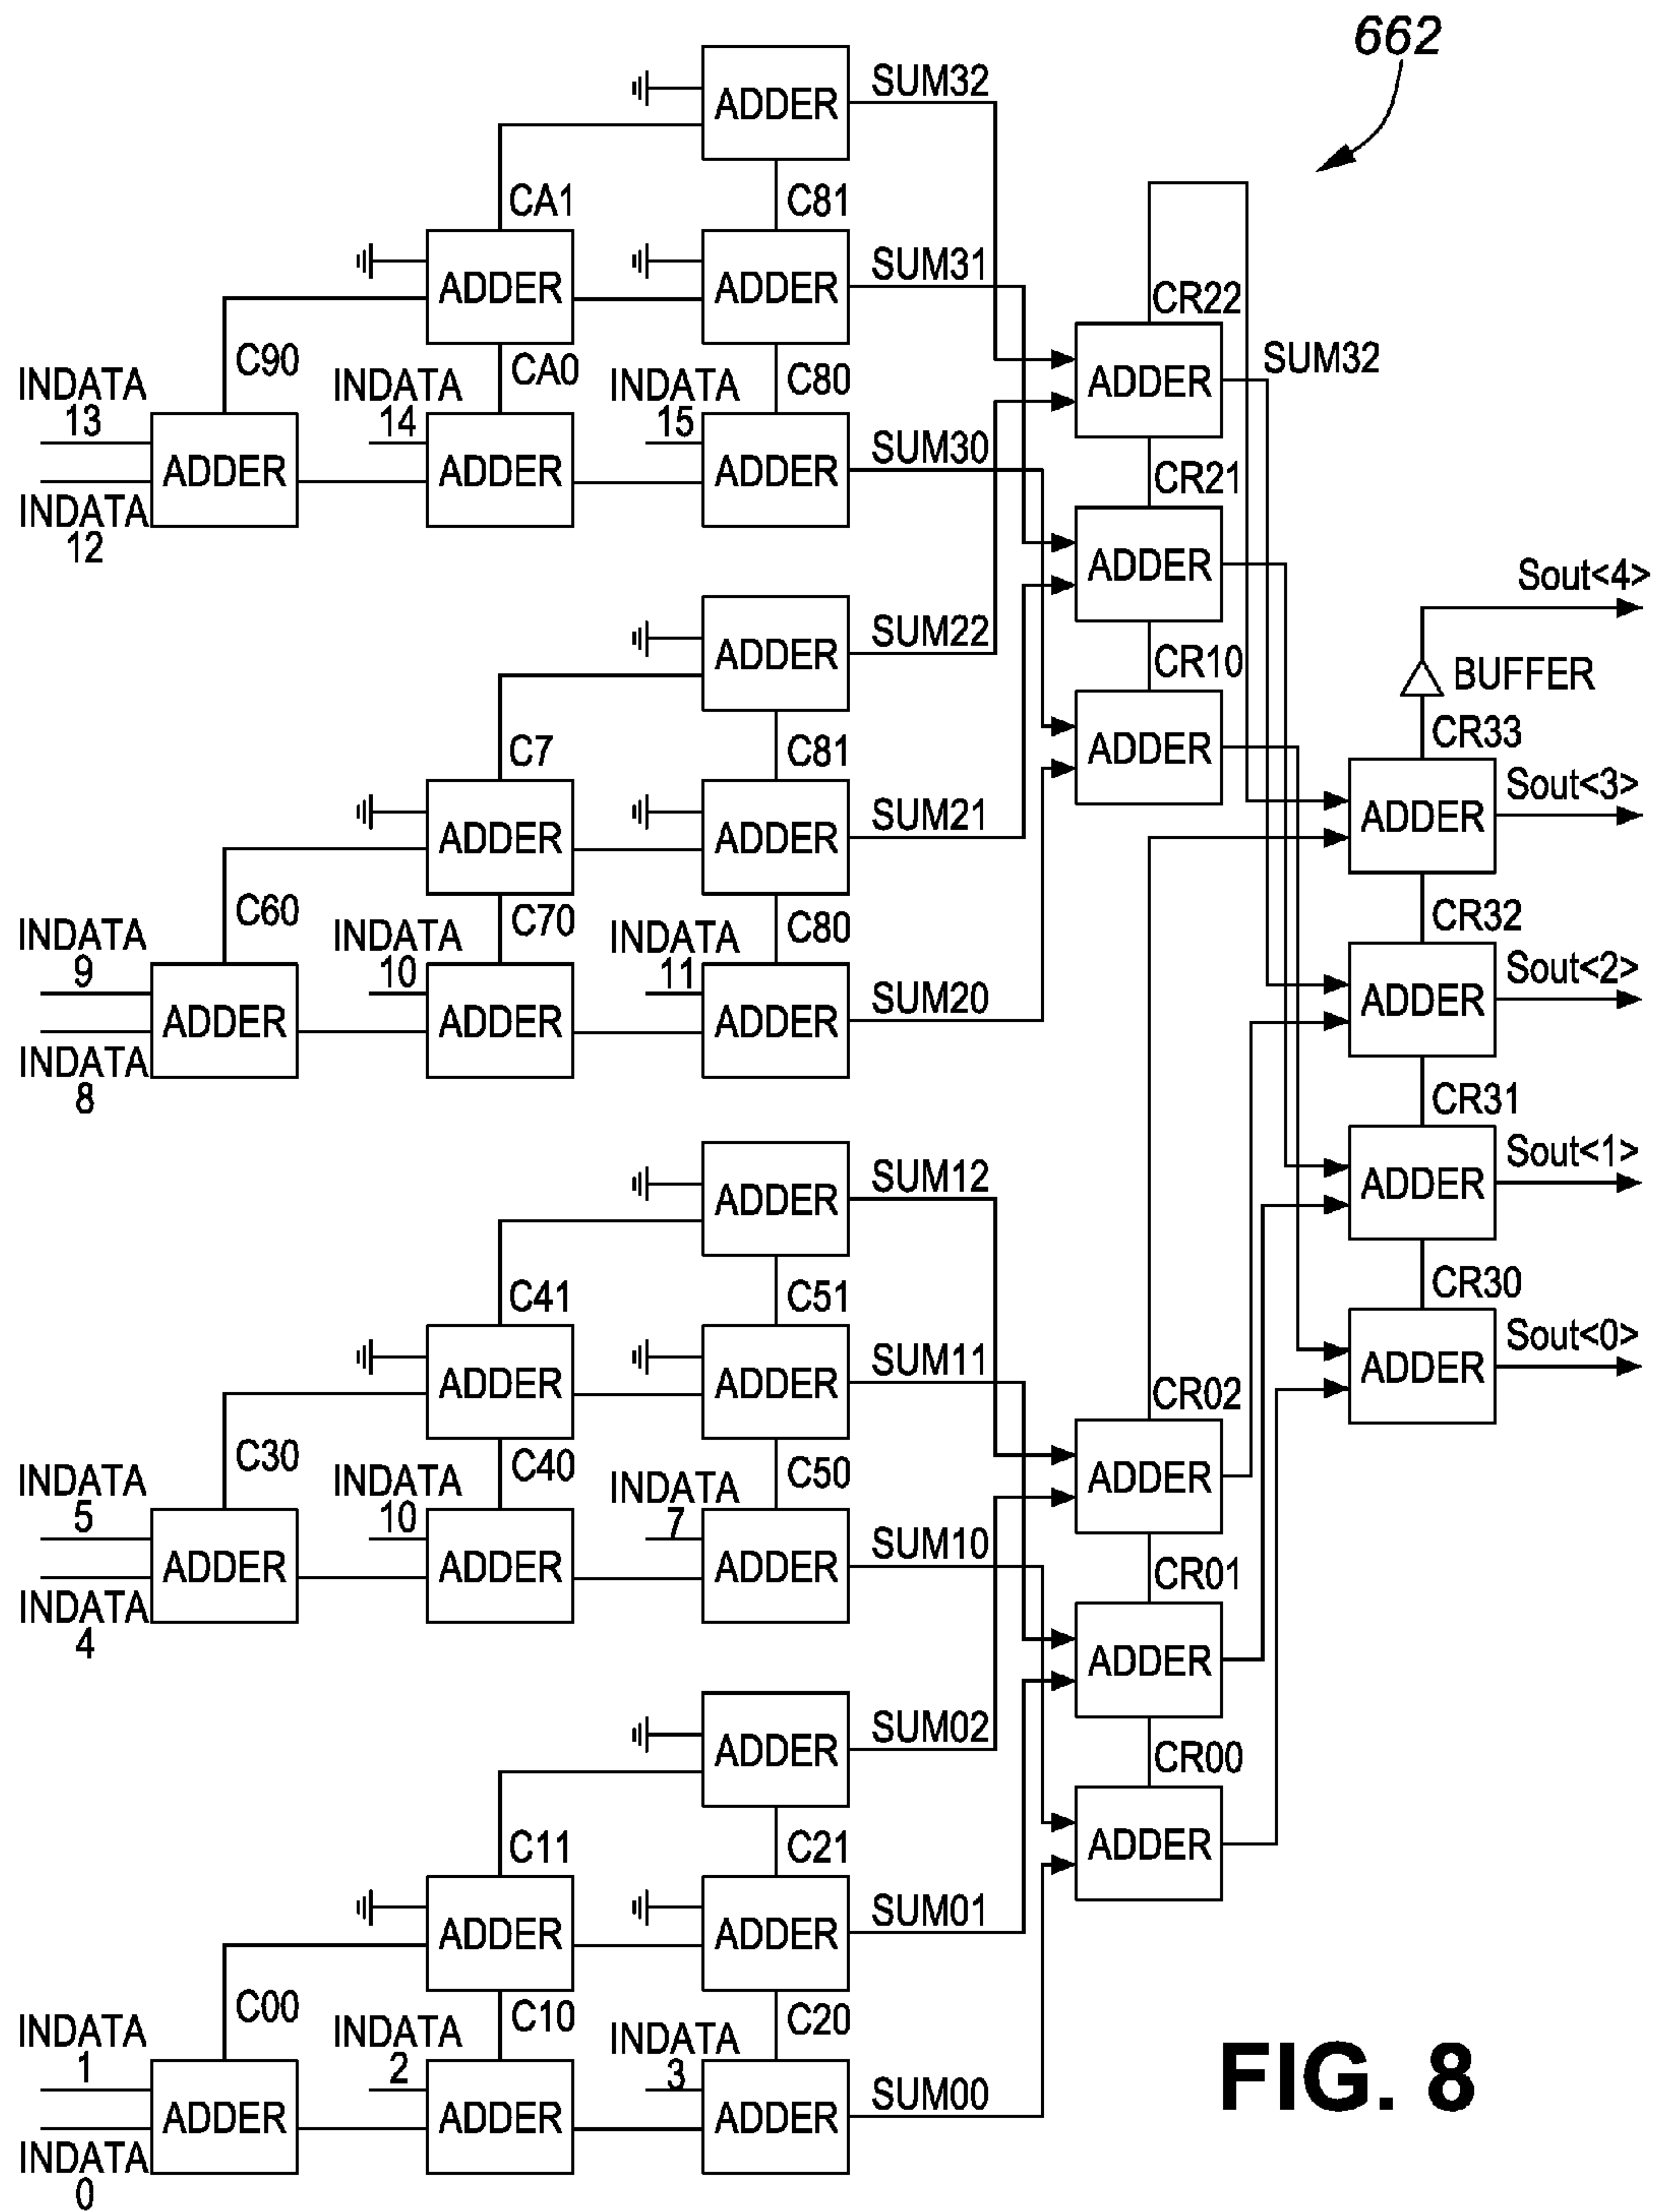 662
ADDER
SUM32
CA1
C81
ADDER
ADDER
SUM31
CR22
C90
CA0
C80
ADDER
SUM32
INDATA
13
INDATA
14
INDATA
15
ADDER
ADDER
ADDER
SUM30
CR21
INDATA
12
ADDER
Sout<4>
ADDER
SUM22
CR10
BUFFER
C7
C81
ADDER
CR33
Sout<3>
ADDER
ADDER
SUM21
ADDER
C60
C70
C80
CR32
INDATA
9
INDATA
10
INDATA
11
Sout<2>
ADDER
ADDER
ADDER
SUM20
ADDER
INDATA
8
CR31
ADDER
SUM12
Sout<1>
ADDER
C41
C51
CR30
Sout<0>
ADDER
ADDER
SUM11
ADDER
CR02
C30
C40
C50
ADDER
INDATA
5
INDATA
10
INDATA
7
ADDER
ADDER
ADDER
SUM10
CR01
INDATA
4
ADDER
ADDER
SUM02
CR00
C11
C21
ADDER
ADDER
ADDER
SUM01
C00
C10
C20
INDATA
1
INDATA
2
INDATA
3
ADDER
ADDER
ADDER
SUM00
INDATA
0
FIG. 8